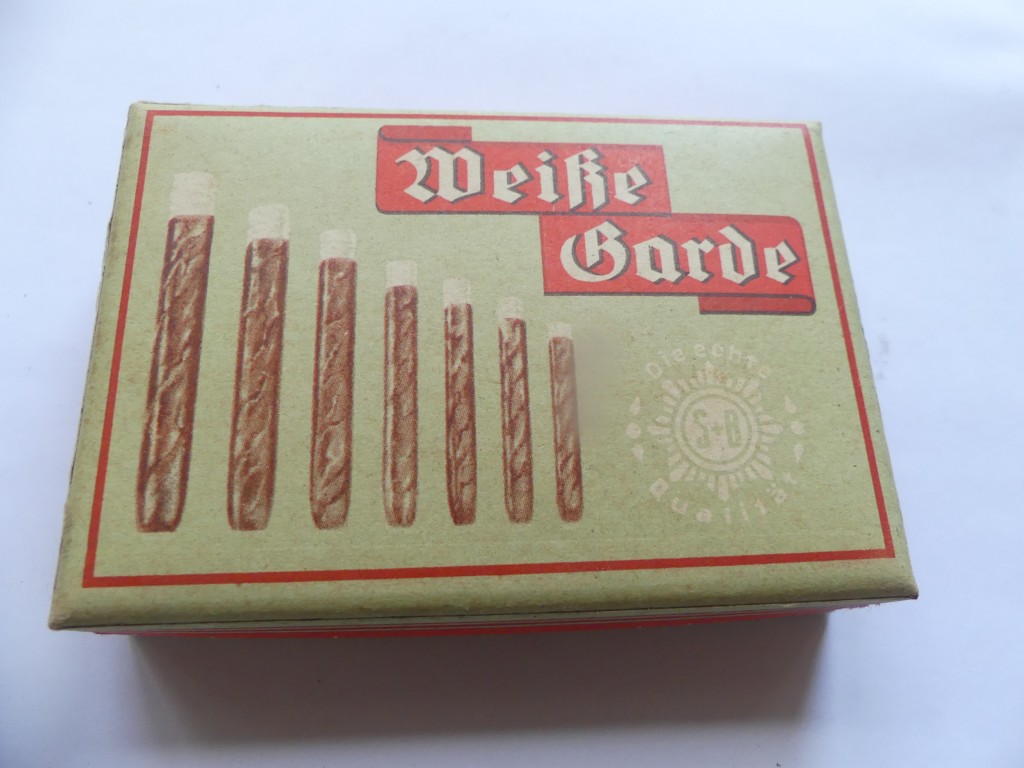 Weiße
Garde
Die echte
S+B
Qualität